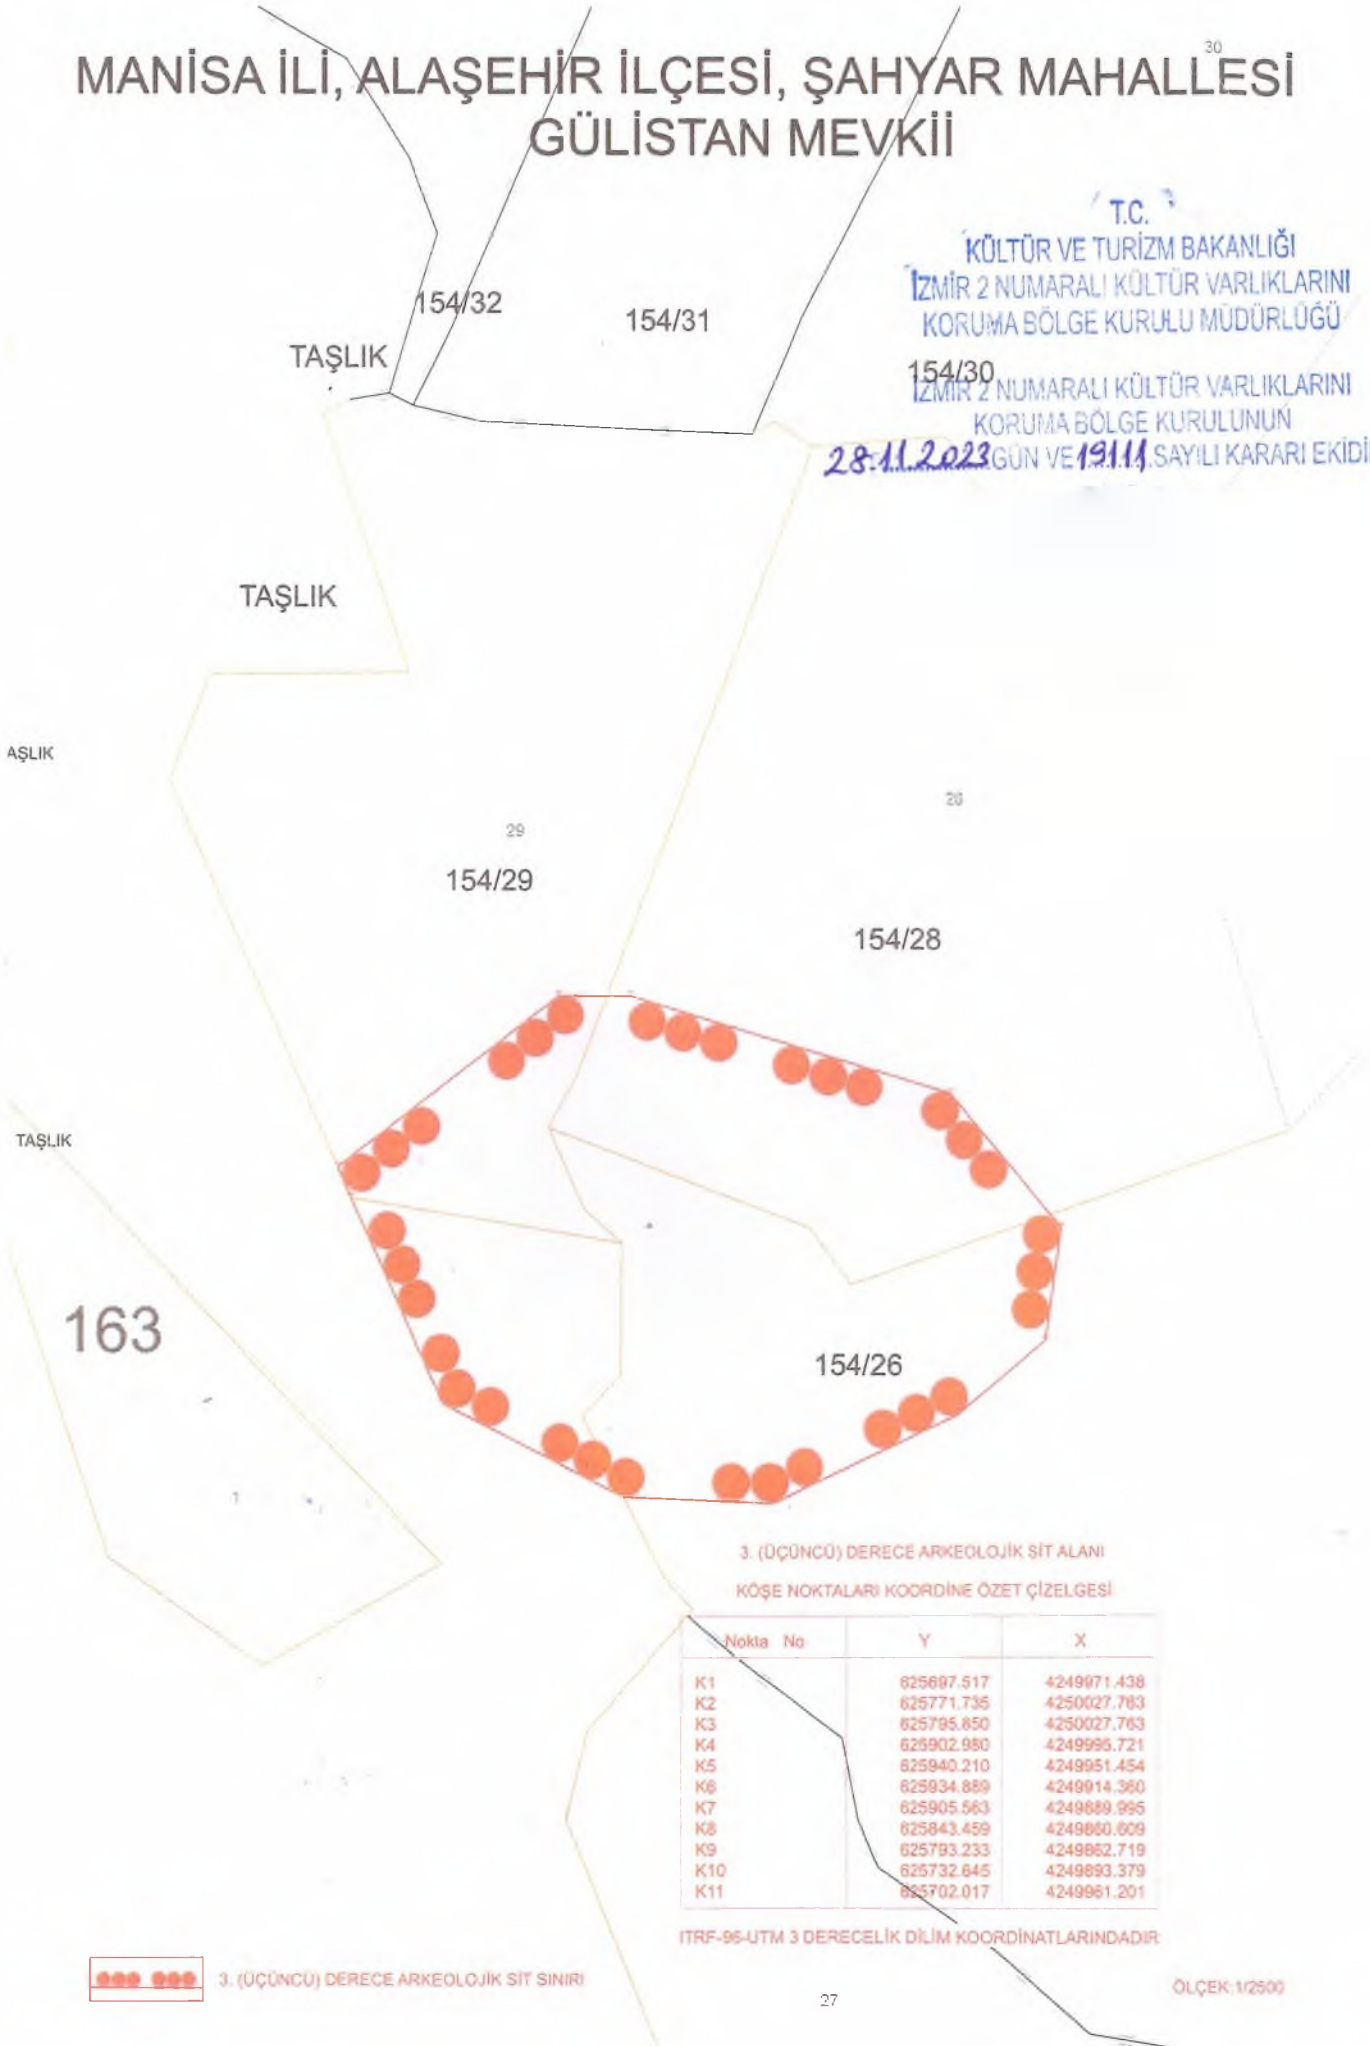 30
MANİSA İLİ, ALAŞEHİR İLÇESİ, ŞAHYAR MAHALLESİ
GÜLİSTAN MEVKİİ
T.C.
KÜLTÜR VE TURİZM BAKANLIĞI
İZMİR 2 NUMARALI KÜLTÜR VARLIKLARINI
KORUMA BÖLGE KURULU MÜDÜRLÜĞÜ
154/32
154/31
TAŞLIK
154/30
İZMİR 2 NUMARALI KÜLTÜR VARLIKLARINI
KORUMA BÖLGE KURULUNUN
28.11.2023 GÜN VE 19111 SAYILI KARARI EKİDİ
TAŞLIK
AŞLIK
29
28
154/29
154/28
TAŞLIK
163
154/26
1
3. (ÜÇÜNCÜ) DERECE ARKEOLOJİK SİT ALANI
KÖŞE NOKTALARI KOORDİNE ÖZET ÇİZELGESİ
Nokta No Y X
K1 625697.517 4249971.438
K2 625771.735 4250027.763
K3 625795.850 4250027.763
K4 625902.980 4249995.721
K5 625940.210 4249951.454
K6 625934.889 4249914.360
K7 625905.563 4249889.995
K8 625843.459 4249860.609
K9 625793.233 4249862.719
K10 625732.645 4249893.379
K11 625702.017 4249961.201
ITRF-96-UTM 3 DERECELİK DİLİM KOORDİNATLARINDADIR
3. (ÜÇÜNCÜ) DERECE ARKEOLOJİK SİT SINIRI
27
ÖLÇEK:1/2500